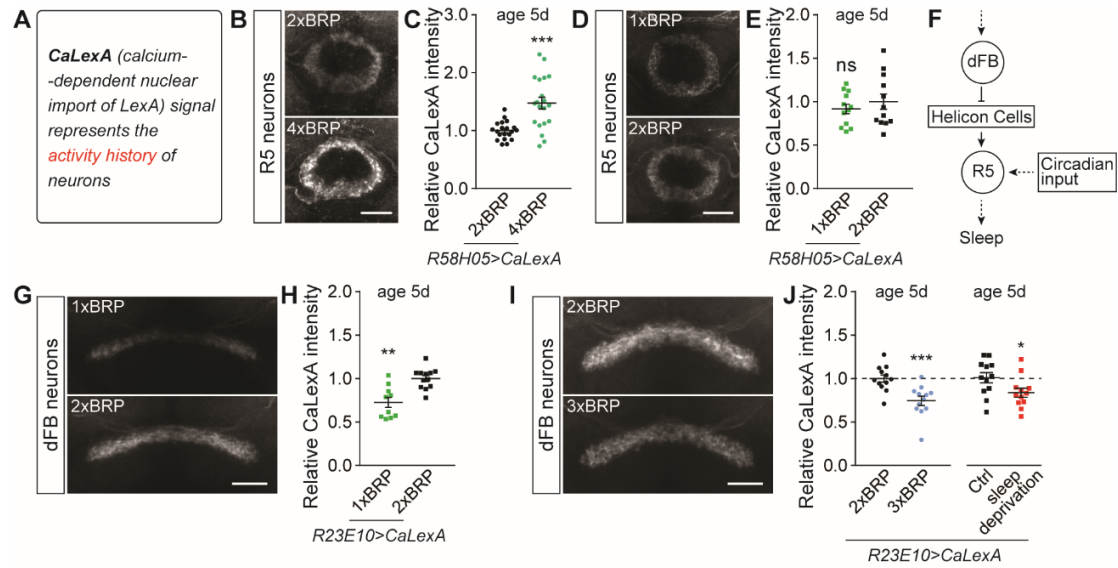 A
CaLexA (calcium-
-dependent nuclear
import of LexA) signal
represents the
activity history of
neurons
B
R5 neurons
2xBRP
4xBRP
C
age 5d
Relative CaLexA intensity
3.0
2.0
1.0
0.0
***
2xBRP
4xBRP
R58H05>CaLexA
D
R5 neurons
1xBRP
2xBRP
E
age 5d
Relative CaLexA intensity
2.0
1.5
1.0
0.5
0.0
ns
1xBRP
2xBRP
R58H05>CaLexA
F
dFB
Helicon Cells
R5
Circadian
input
Sleep
G
dFB neurons
1xBRP
2xBRP
H
age 5d
Relative CaLexA intensity
2.0
1.5
1.0
0.5
0.0
**
1xBRP
2xBRP
R23E10>CaLexA
I
dFB neurons
2xBRP
3xBRP
J
age 5d
age 5d
Relative CaLexA intensity
2.0
1.5
1.0
0.5
0.0
***
*
2xBRP
3xBRP
Ctrl
sleep
deprivation
R23E10>CaLexA